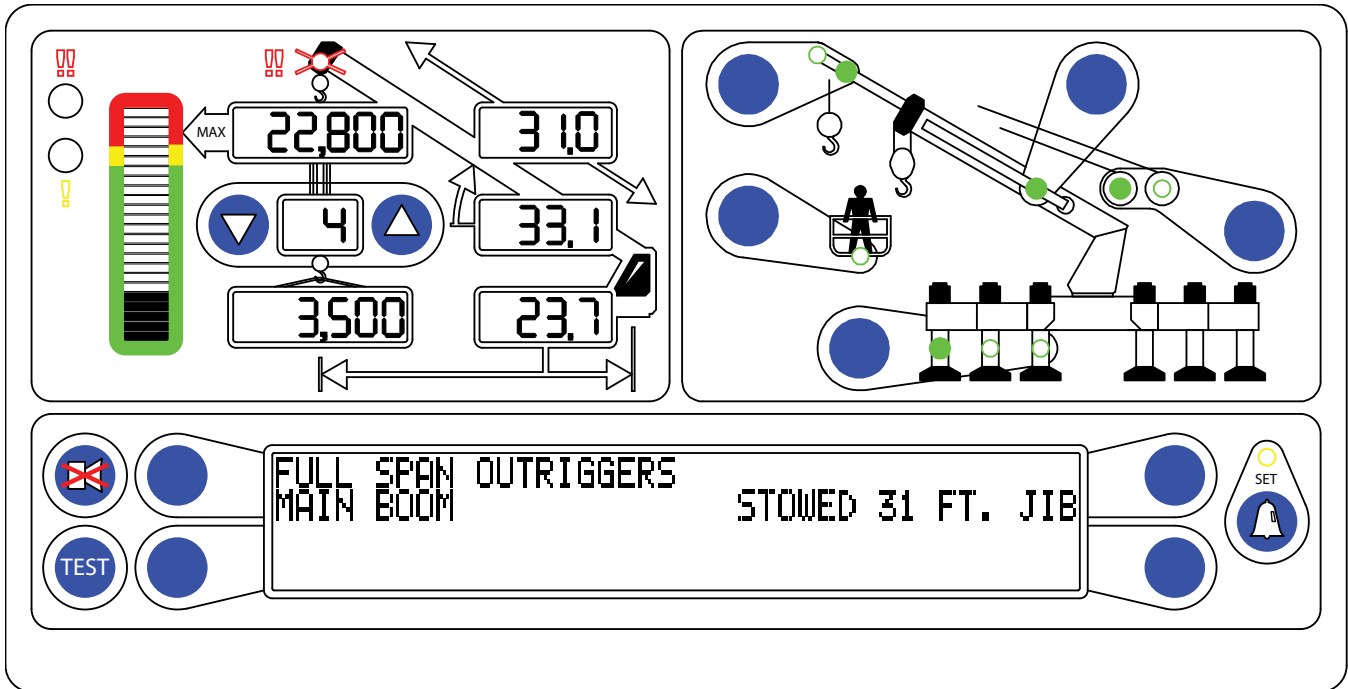 !!
!!
MAX
22,800
31.0
!
4
33.1
3,500
23.7
FULL SPAN OUTRIGGERS
MAIN BOOM STOWED 31 FT. JIB
SET
TEST